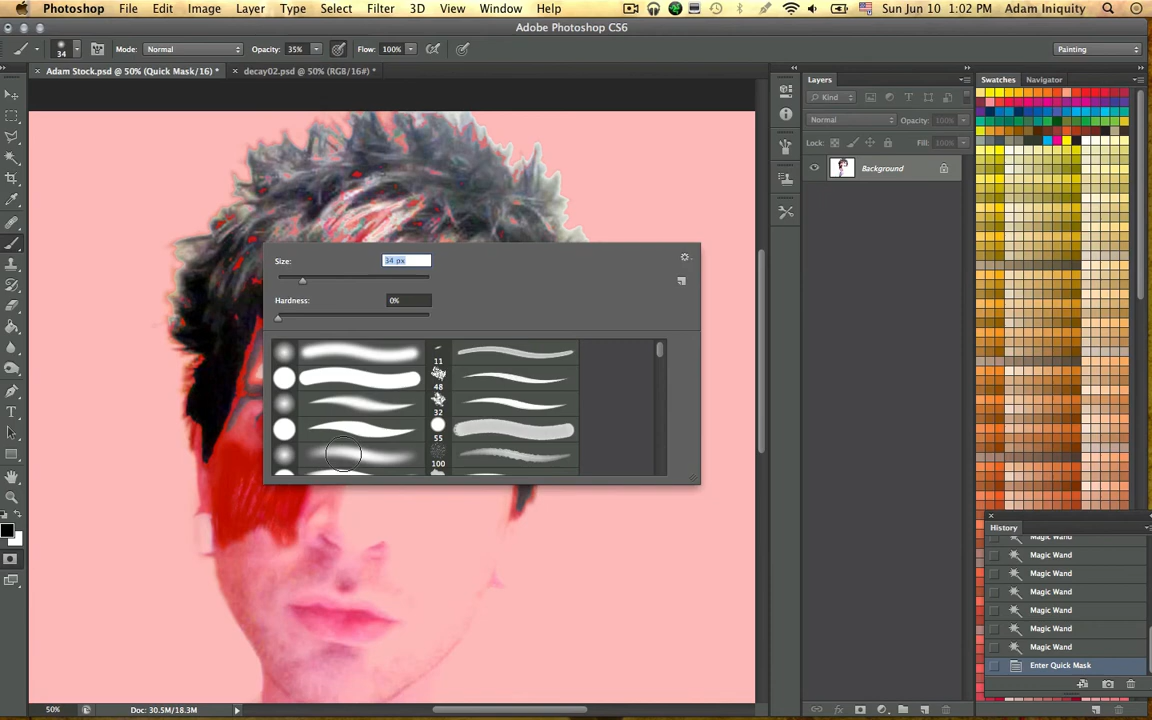 Photoshop File Edit Image Layer Type Select Filter 3D View Window Help Sun Jun 10 1:02 PM Adam Iniquity
Adobe Photoshop CS6
34 Mode: Normal Opacity: 35% Flow: 100% Painting
Adam Stock.psd @ 50% (Quick Mask/16) * decay02.psd @ 50% (RGB/16#) *
Layers Swatches Navigator
Kind
Normal Opacity: 100%
Lock: Fill: 100%
Background
Size: 34 px
Hardness: 0%
11
48
32
55
100
History
Magic Wand
Magic Wand
Magic Wand
Magic Wand
Magic Wand
Magic Wand
Magic Wand
Enter Quick Mask
50% Doc: 30.5M/18.3M